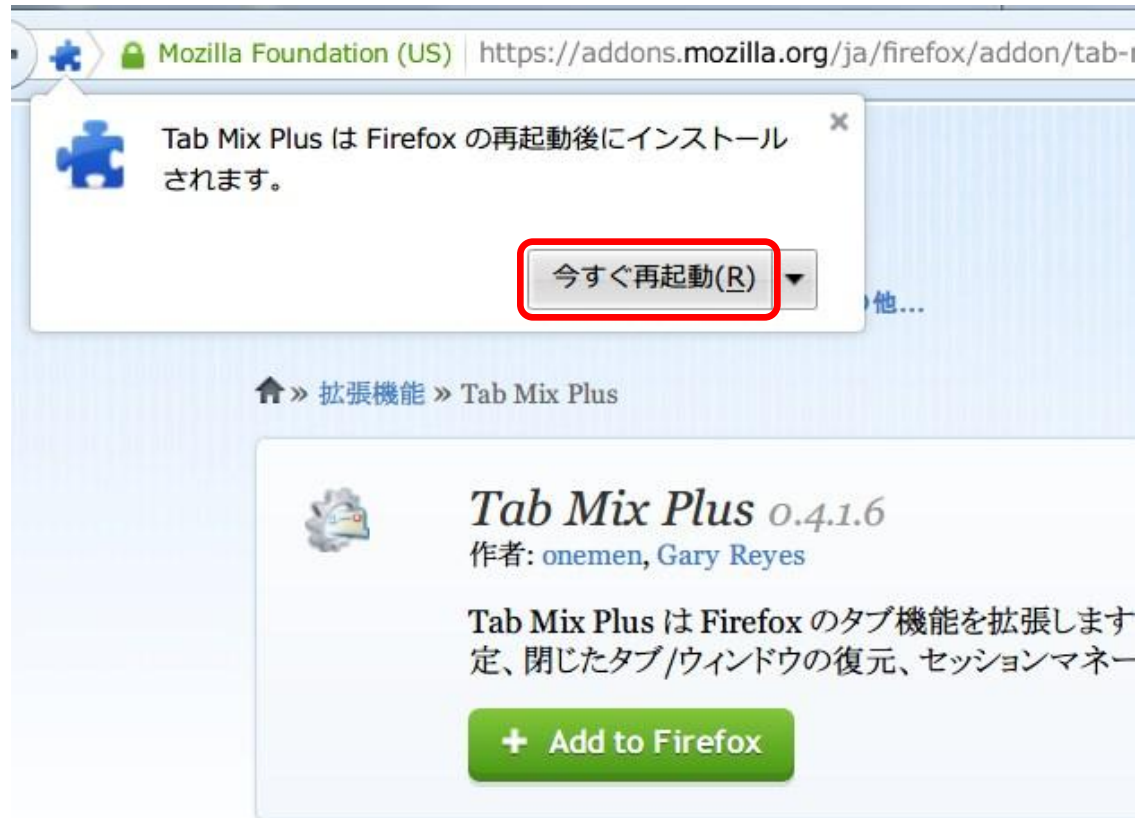 Mozilla Foundation (US) https://addons.mozilla.org/ja/firefox/addon/tab-
Tab Mix Plus は Firefox の再起動後にインストール
されます。
今すぐ再起動(R)
他...
» 拡張機能 » Tab Mix Plus
Tab Mix Plus 0.4.1.6
作者: onemen, Gary Reyes
Tab Mix Plus は Firefox のタブ機能を拡張します
定、閉じたタブ/ウィンドウの復元、セッションマネー
+ Add to Firefox